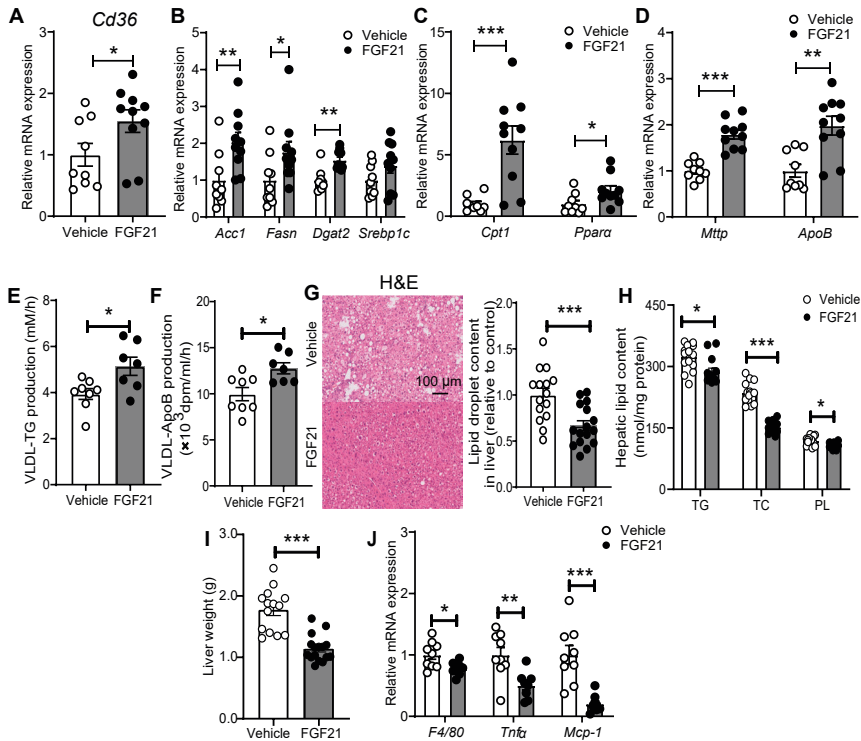 A
Cd36
Relative mRNA expression
3
2
1
0
*
Vehicle
FGF21
B
Vehicle
FGF21
Relative mRNA expression
5
4
3
2
1
0
**
*
**
Acc1
Fasn
Dgat2
Srebp1c
C
Vehicle
FGF21
Relative mRNA expression
15
10
5
0
***
*
Cpt1
Pparα
D
Vehicle
FGF21
Relative mRNA expression
4
3
2
1
0
***
**
Mttp
ApoB
E
VLDL-TG production (mM/h)
8
6
4
2
0
*
Vehicle
FGF21
F
VLDL-ApoB production
(×10³dpm/ml/h)
20
15
10
5
0
*
Vehicle
FGF21
G
H&E
Vehicle
FGF21
100 μm
Lipid droplet content
in liver (relative to control)
2.0
1.5
1.0
0.5
0.0
***
Vehicle
FGF21
H
Vehicle
FGF21
Hepatic lipid content
(nmol/mg protein)
450
300
150
0
*
***
*
TG
TC
PL
I
Liver weight (g)
3.0
2.0
1.0
0.0
***
Vehicle
FGF21
J
Vehicle
FGF21
Relative mRNA expression
3
2
1
0
*
**
***
F4/80
Tnfα
Mcp-1